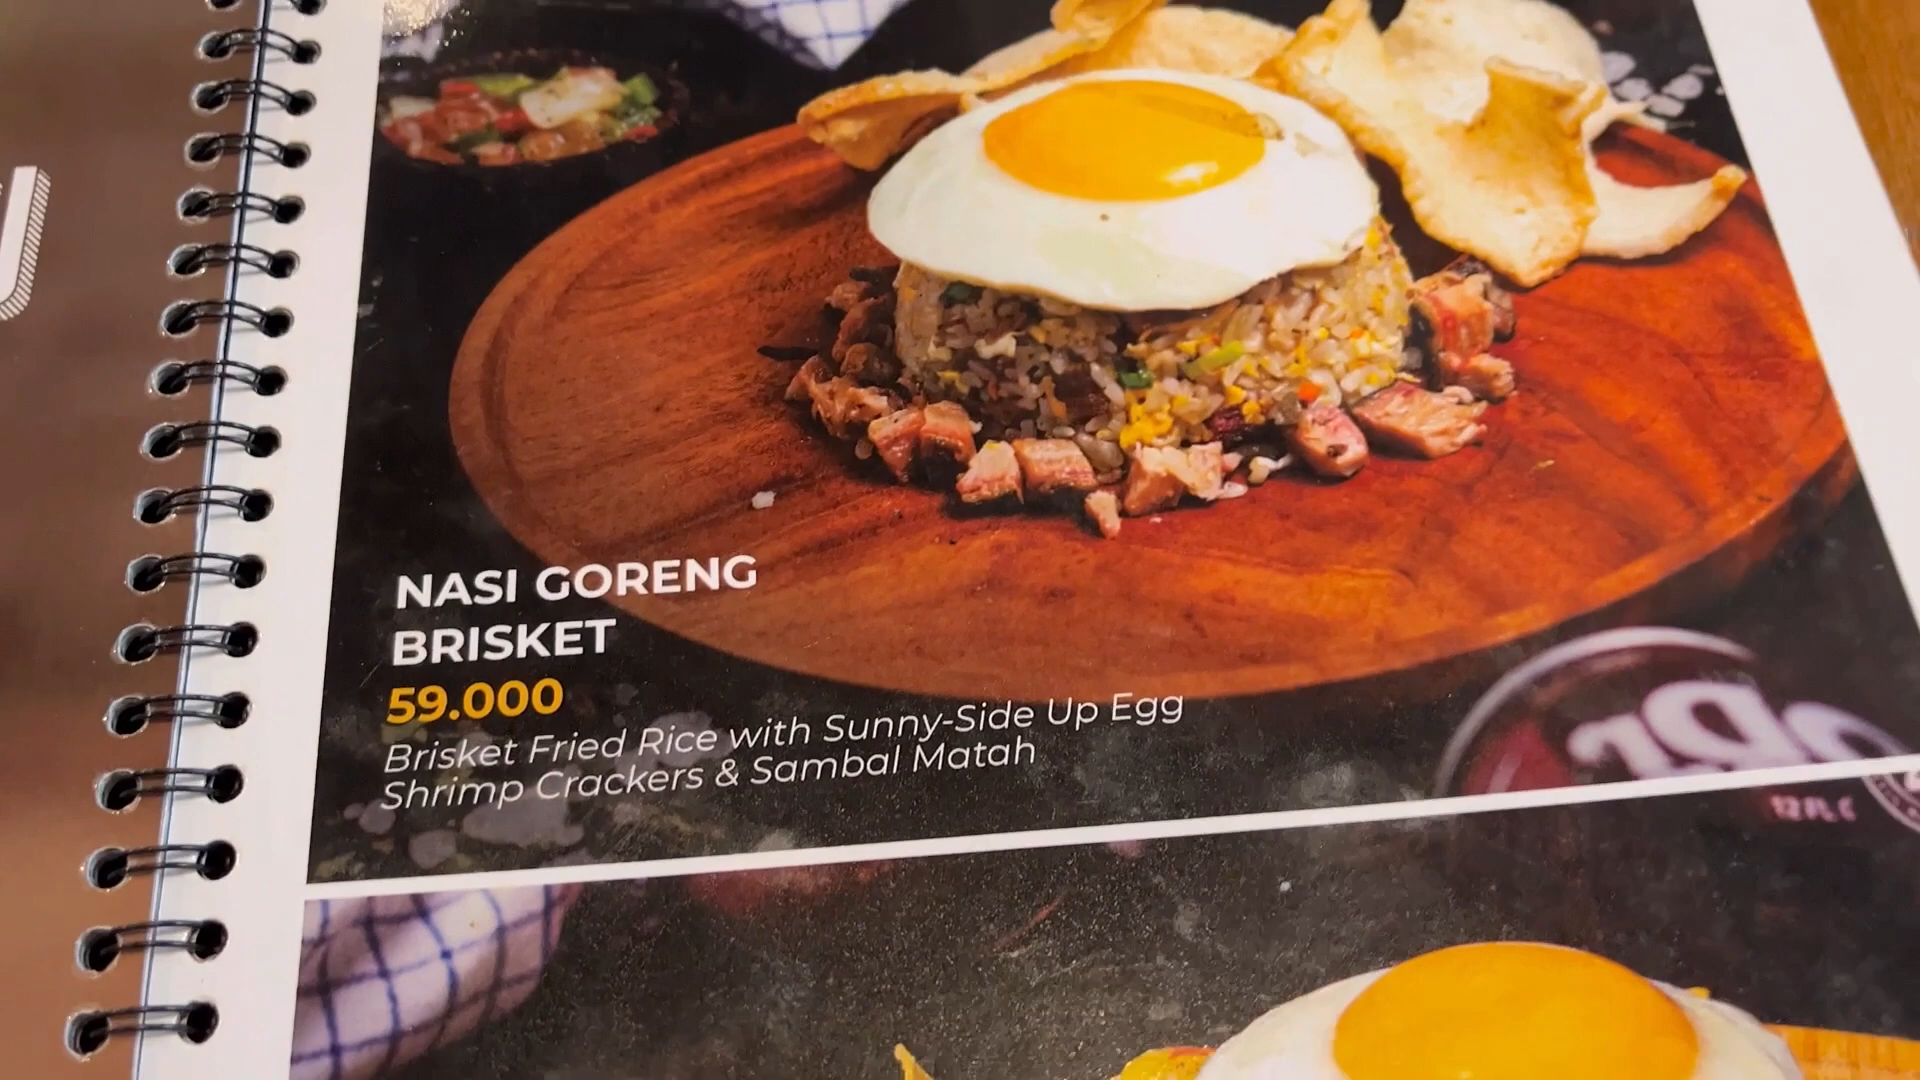 NASI GORENG
BRISKET
59.000
Brisket Fried Rice with Sunny-Side Up Egg
Shrimp Crackers & Sambal Matah